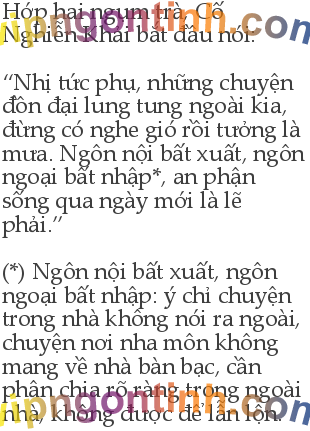 Hớp hai ngụm trà, Cố
Nghiễn Khải bắt đầu nói:
“Nhị tức phụ, những chuyện
đồn đại lung tung ngoài kia,
đừng có nghe gió rồi tưởng là
mưa. Ngôn nội bất xuất, ngôn
ngoại bất nhập*, an phận
sống qua ngày mới là lẽ
phải.”
(*) Ngôn nội bất xuất, ngôn
ngoại bất nhập: ý chỉ chuyện
trong nhà không nói ra ngoài,
chuyện nơi nha môn không
mang về nhà bàn bạc, cần
phân chia rõ ràng trong ngoài
nhà, không được để lẫn lộn.
vipngontinh.com
vipngontinh.com